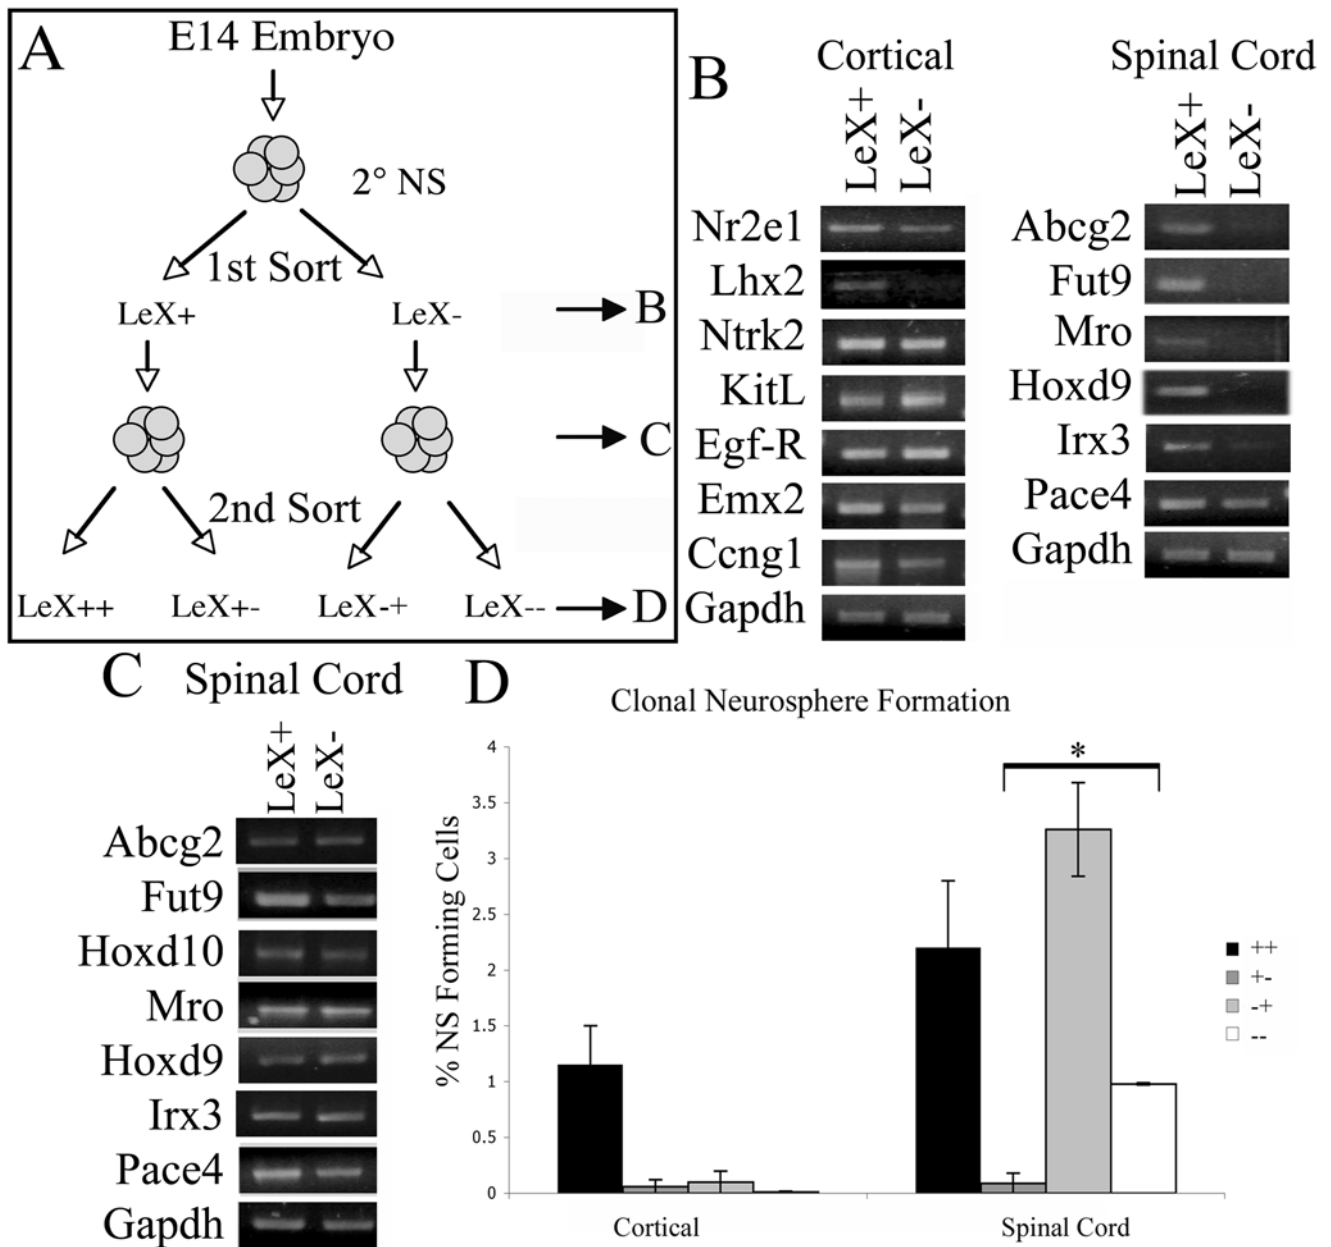 A
E14 Embryo
2° NS
1st Sort
LeX+
LeX-
B
C
2nd Sort
LeX++
LeX+-
LeX-+
LeX--
D
B
Cortical
LeX+
LeX-
Nr2e1
Lhx2
Ntrk2
KitL
Egf-R
Emx2
Ccng1
Gapdh
Spinal Cord
LeX+
LeX-
Abcg2
Fut9
Mro
Hoxd9
Irx3
Pace4
Gapdh
C
Spinal Cord
LeX+
LeX-
Abcg2
Fut9
Hoxd10
Mro
Hoxd9
Irx3
Pace4
Gapdh
D
Clonal Neurosphere Formation
% NS Forming Cells
4
3.5
3
2.5
2
1.5
1
0.5
0
*
Cortical
Spinal Cord
++
+-
-+
--